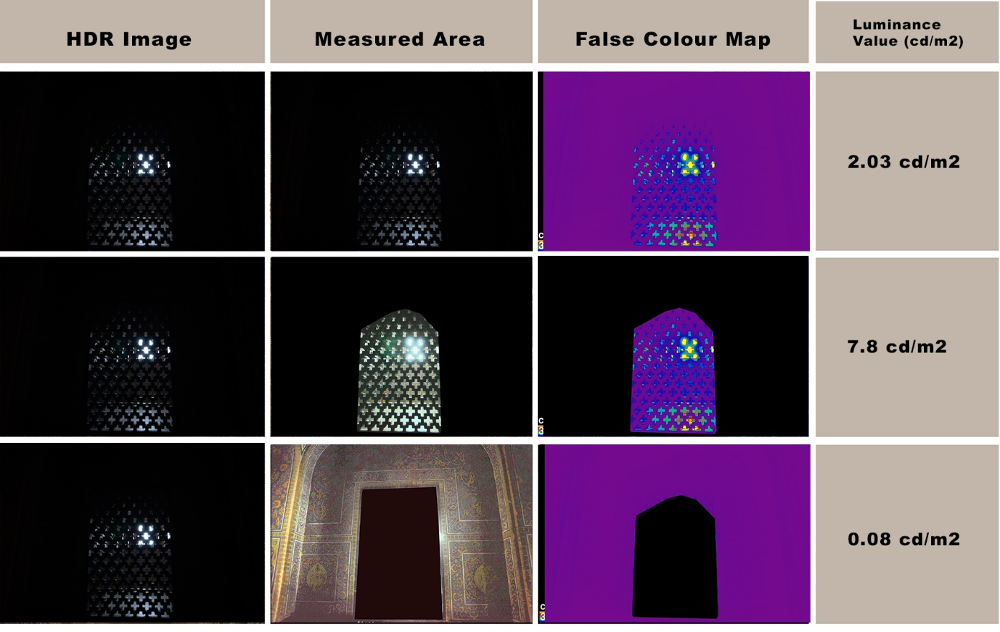 HDR Image
Measured Area
False Colour Map
Luminance
Value (cd/m2)
2.03 cd/m2
7.8 cd/m2
0.08 cd/m2